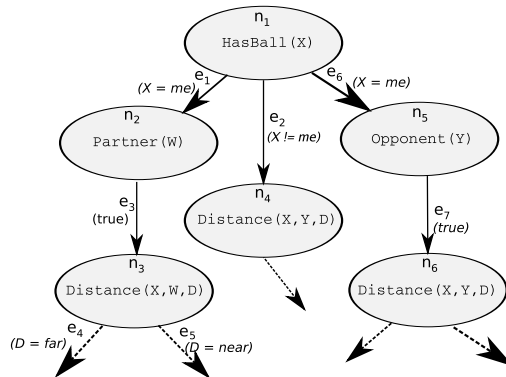 n1
HasBall(X)
e1
(X = me)
e6
(X = me)
n2
Partner(W)
e2
(X != me)
n5
Opponent(Y)
e3
(true)
n4
Distance(X,Y,D)
e7
(true)
n3
Distance(X,W,D)
n6
Distance(X,Y,D)
e4
(D = far)
e5
(D = near)